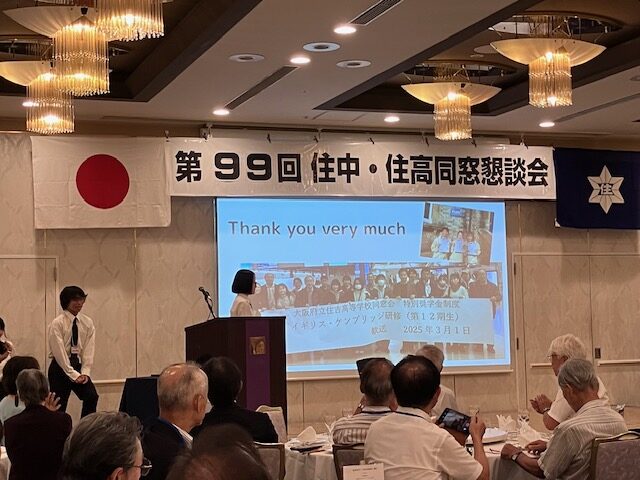 第99回 住中・住高同窓懇談会
住
Thank you very much
大阪府立住吉高等学校同窓会 特別奨学金制度
イギリス・ケンブリッジ研修(第12期生)
歓送 2025年3月1日